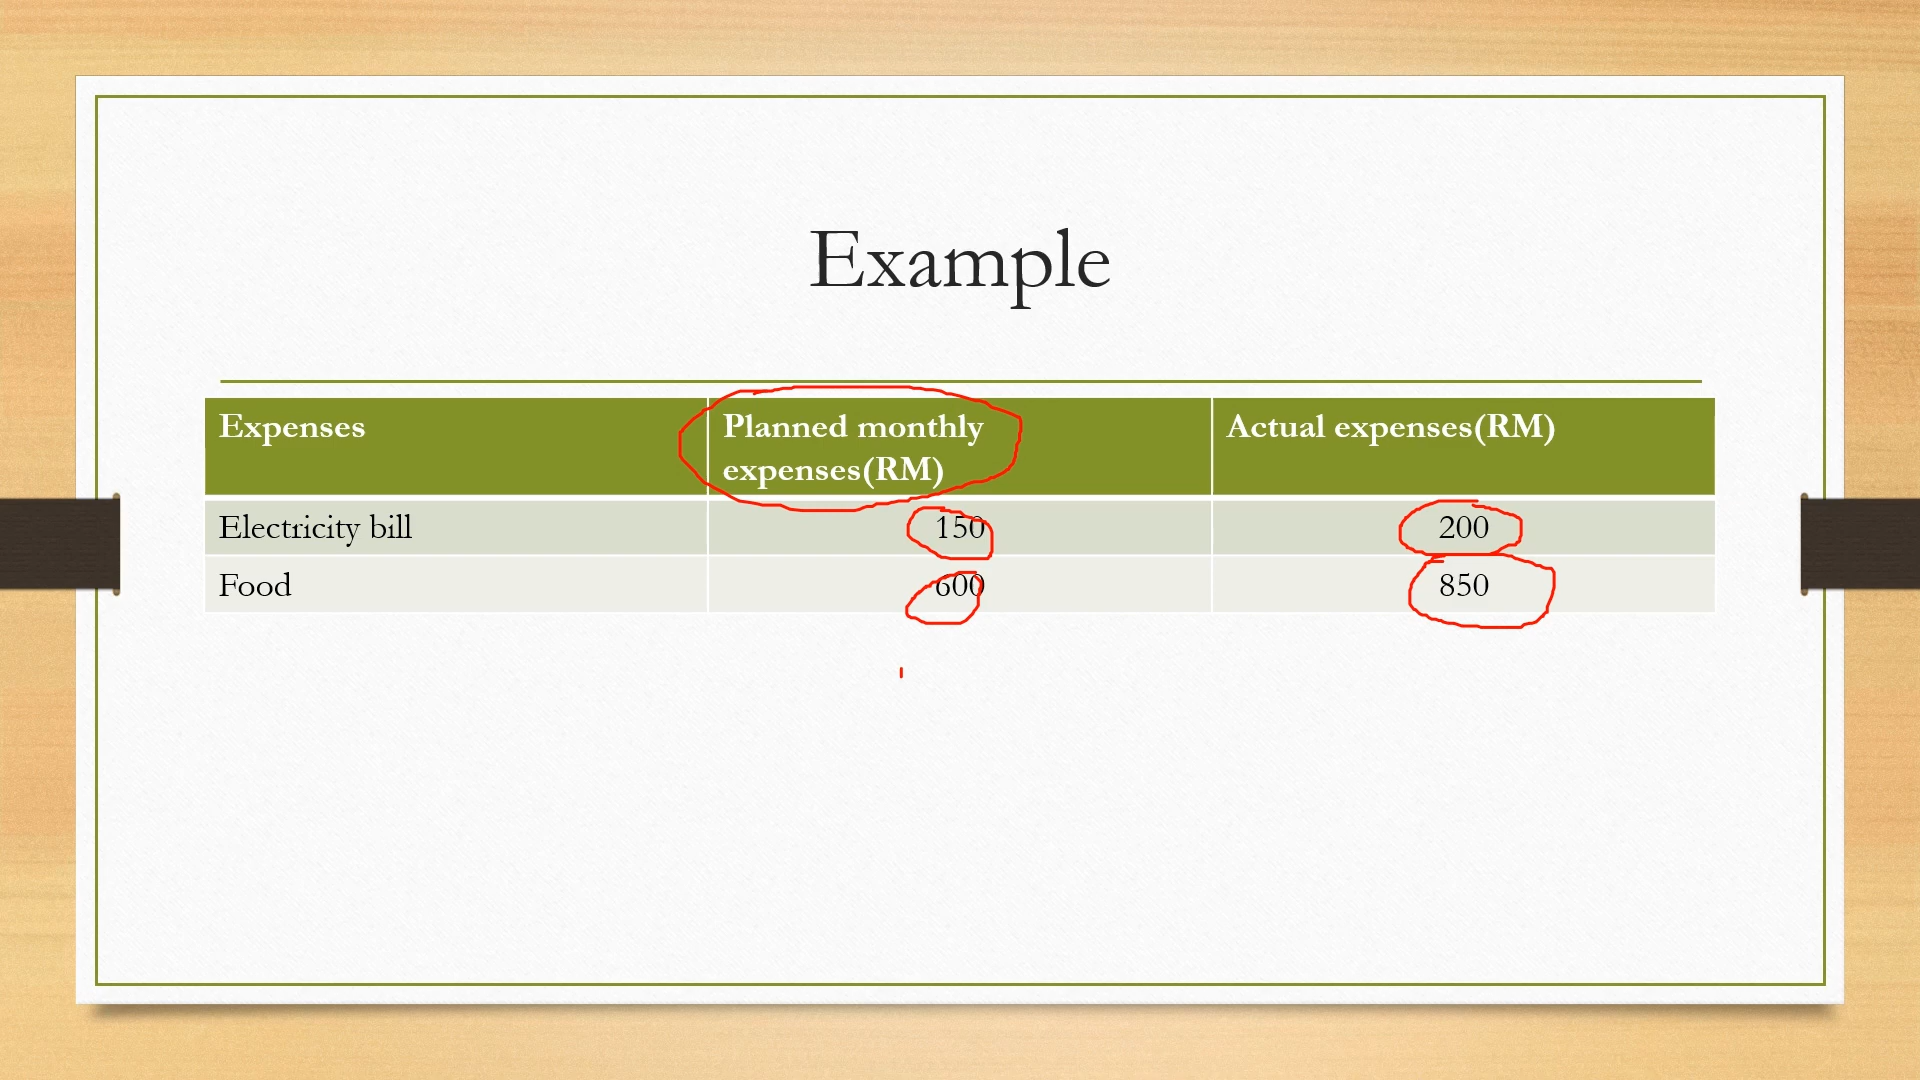 Example
Expenses
Planned monthly
expenses(RM)
Actual expenses(RM)
Electricity bill
150
200
Food
600
850